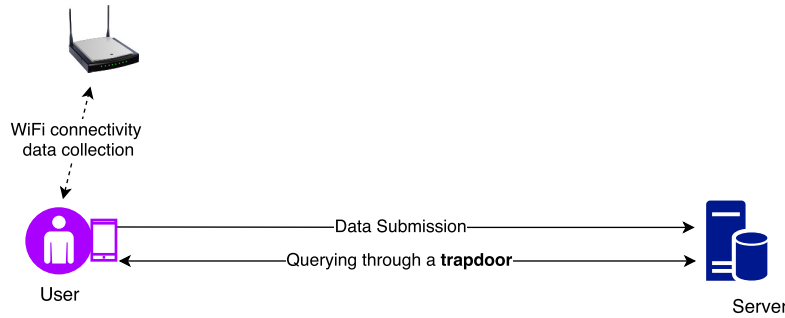 WiFi connectivity
data collection
Data Submission
Querying through a trapdoor
User
Server